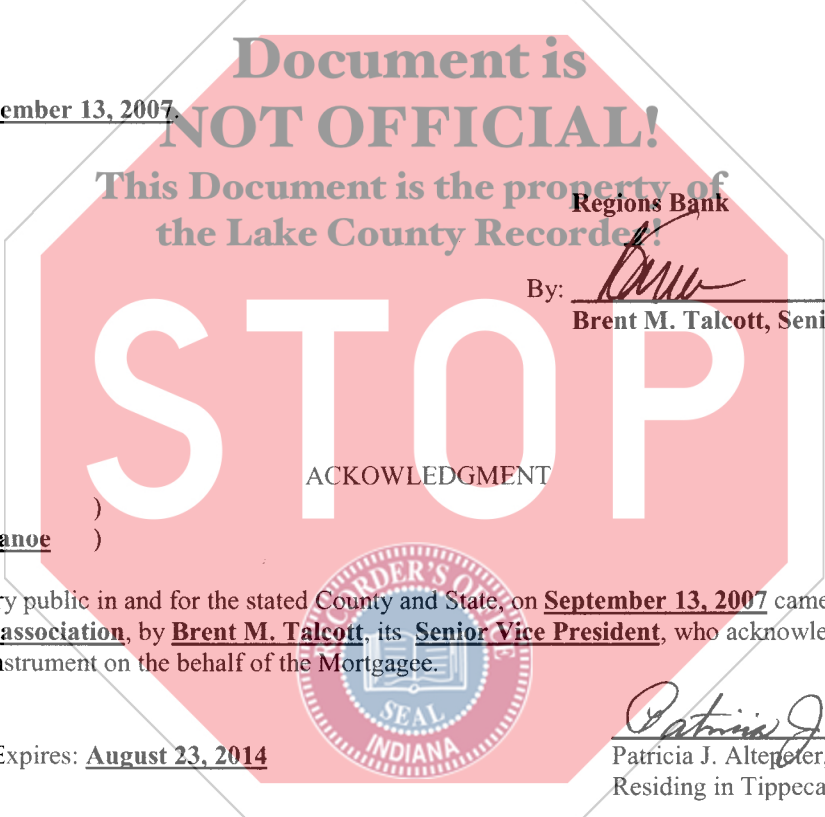 Document is
ember 13, 2007.
NOT OFFICIAL!
This Document is the property of
Regions Bank
the Lake County Recorder!
By:
Brent M. Talcott, Seni
STOP
ACKOWLEDGMENT
)
anoe )
RECORDER'S OFFICE
ry public in and for the stated County and State, on September 13, 2007 came
association, by Brent M. Talcott, its Senior Vice President, who acknowle
nstrument on the behalf of the Mortgagee.
SEAL
INDIANA
Patricia J
Expires: August 23, 2014
Patricia J. Altepeter,
Residing in Tippeca